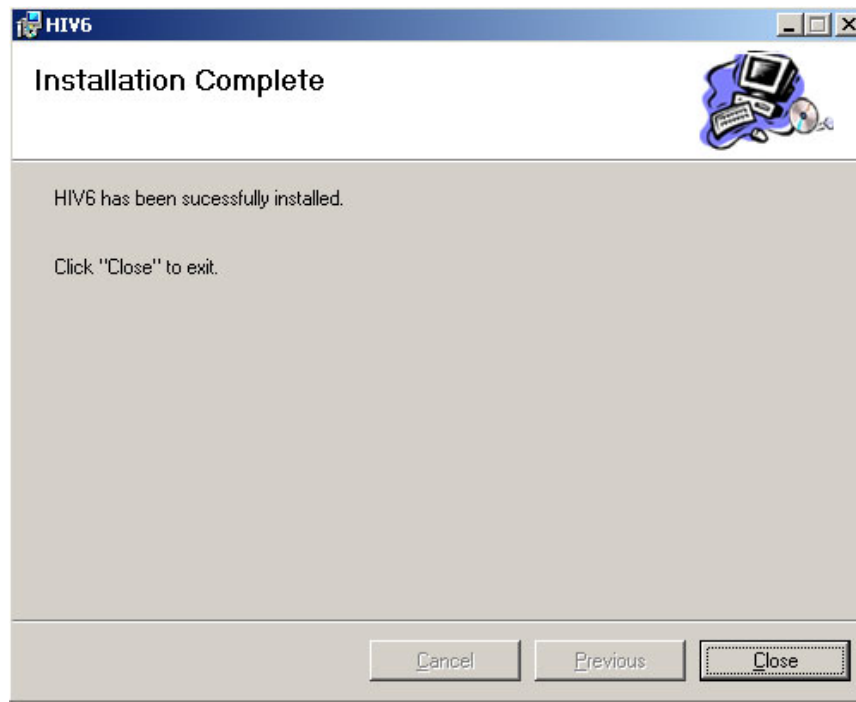 HIV6
Installation Complete
HIV6 has been sucessfully installed.
Click "Close" to exit.
Cancel
Previous
Close